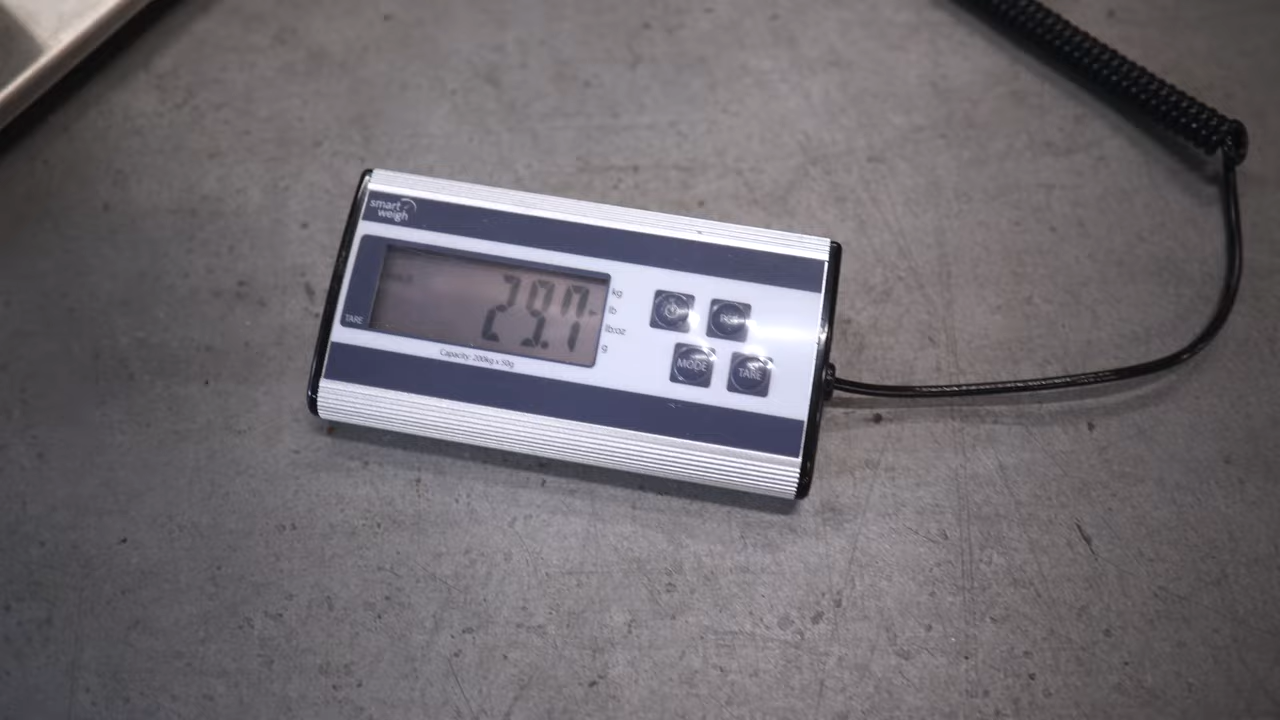 smart
weigh
29.7
kg
lb
lb:oz
g
TARE
Capacity: 200kg x 50g
MODE
TARE